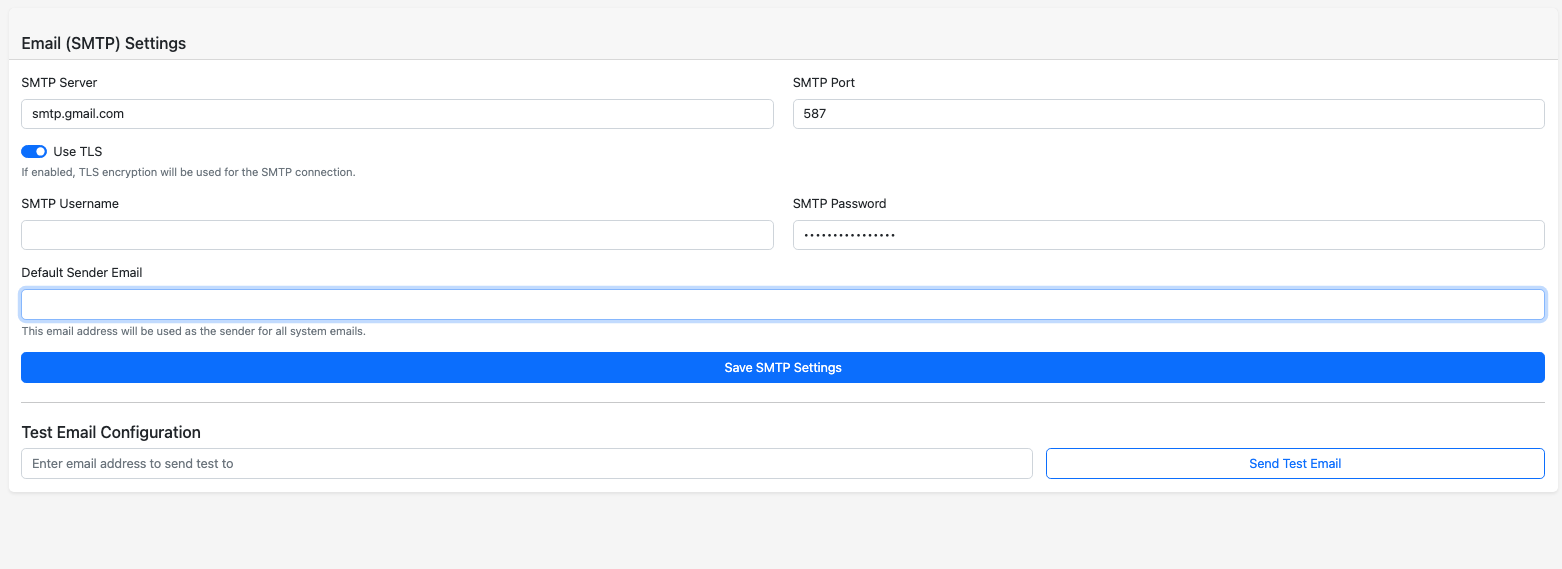 Email (SMTP) Settings
SMTP Server
SMTP Port
smtp.gmail.com
587
Use TLS
If enabled, TLS encryption will be used for the SMTP connection.
SMTP Username
SMTP Password
••••••••••••••••
Default Sender Email
This email address will be used as the sender for all system emails.
Save SMTP Settings
Test Email Configuration
Enter email address to send test to
Send Test Email